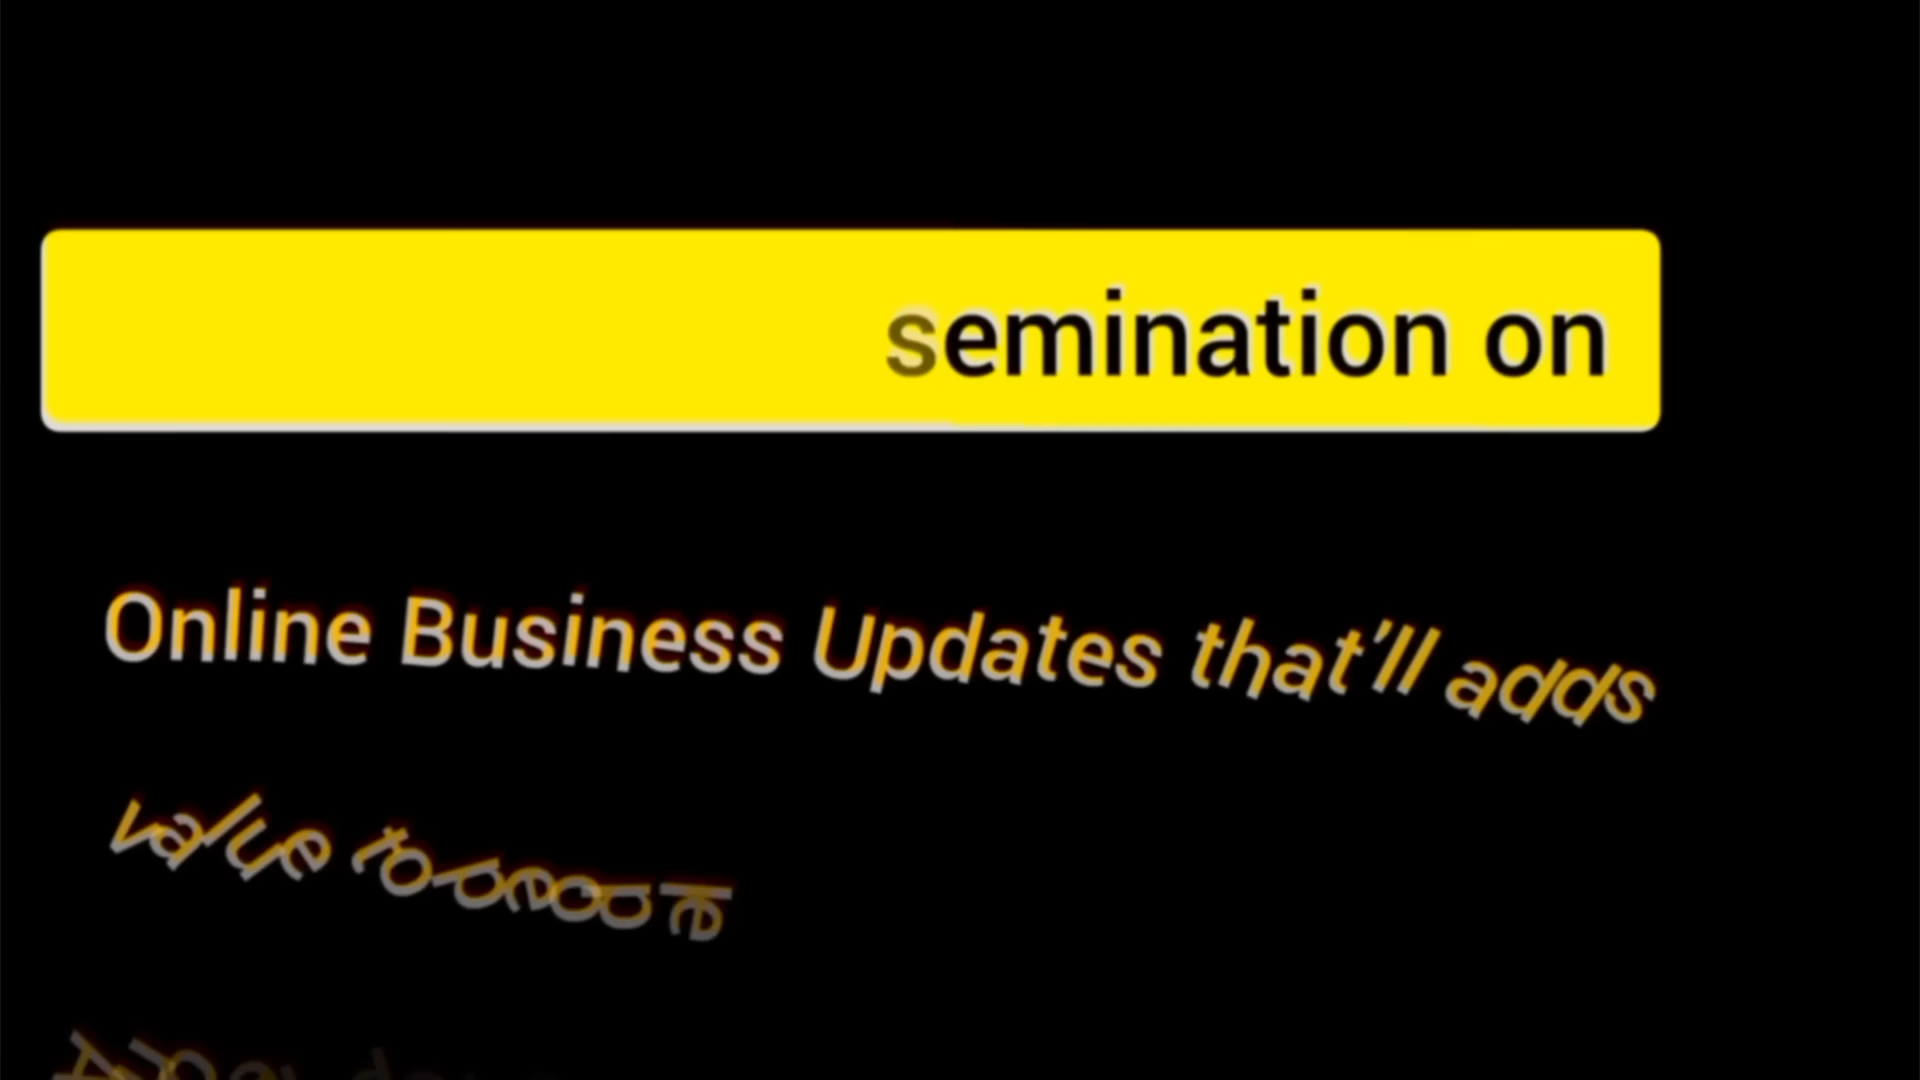 semination on
Online Business Updates that’ll adds
value to people